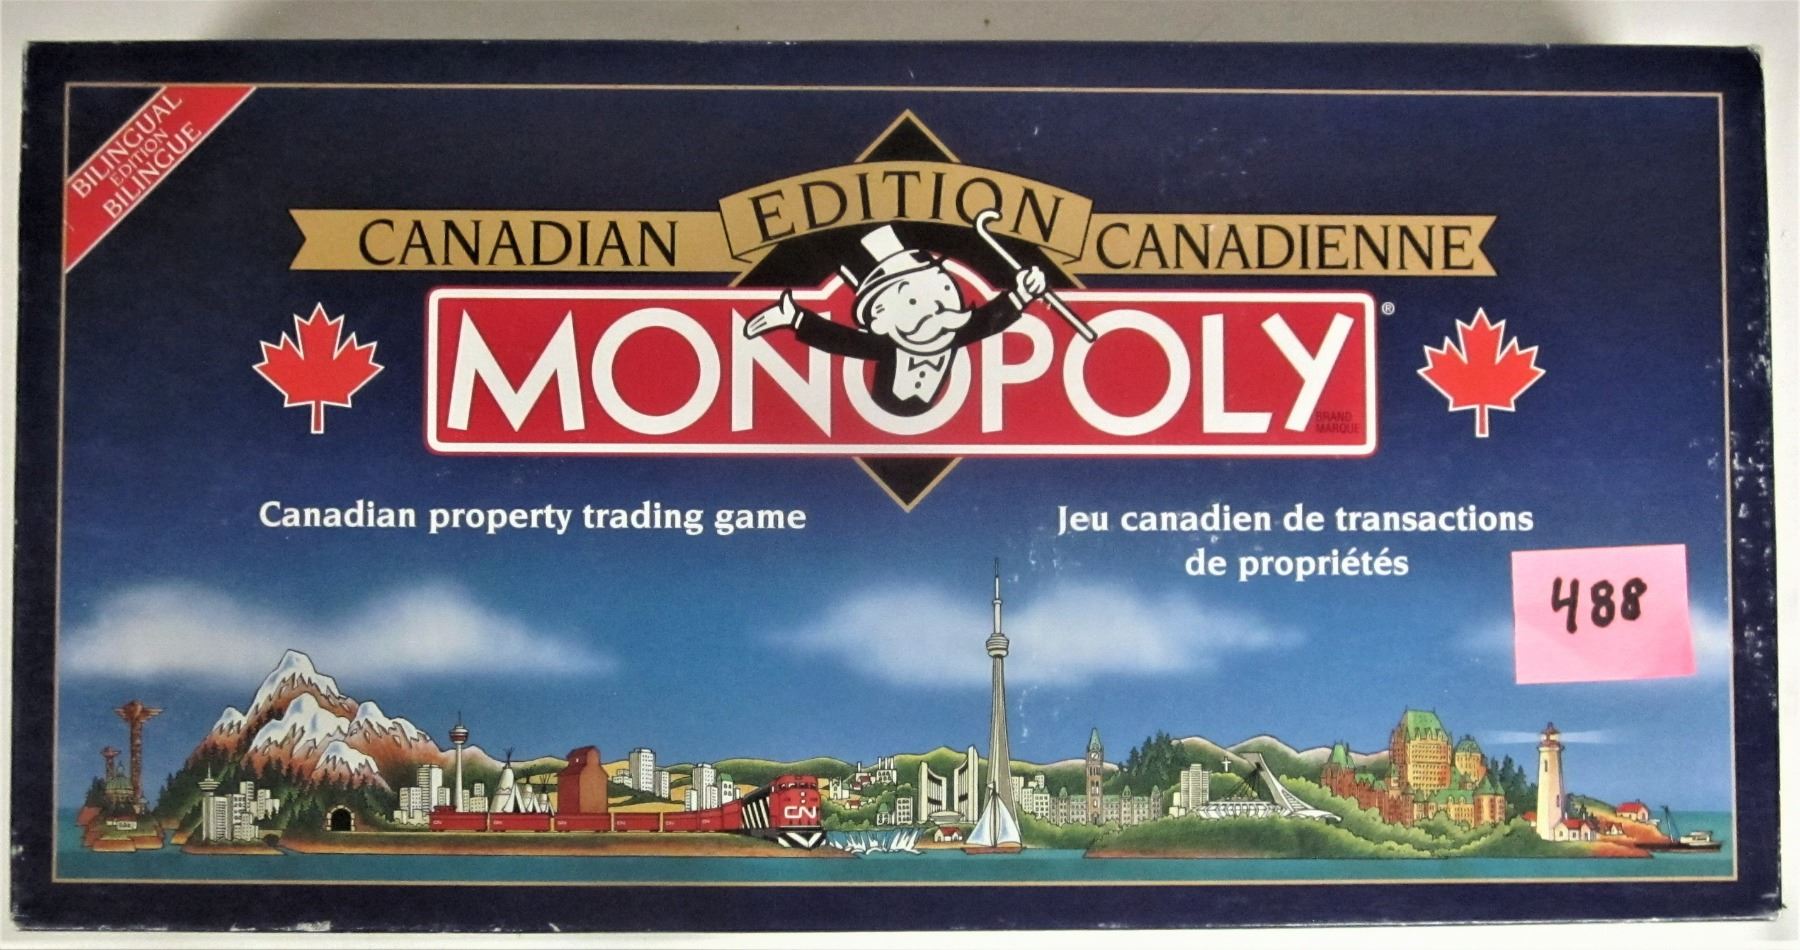 BILINGUAL
EDITION
BILINGUE
CANADIAN EDITION CANADIENNE
MONOPOLY®
BRAND
MARQUE
Canadian property trading game
Jeu canadien de transactions
de propriétés
488
CN